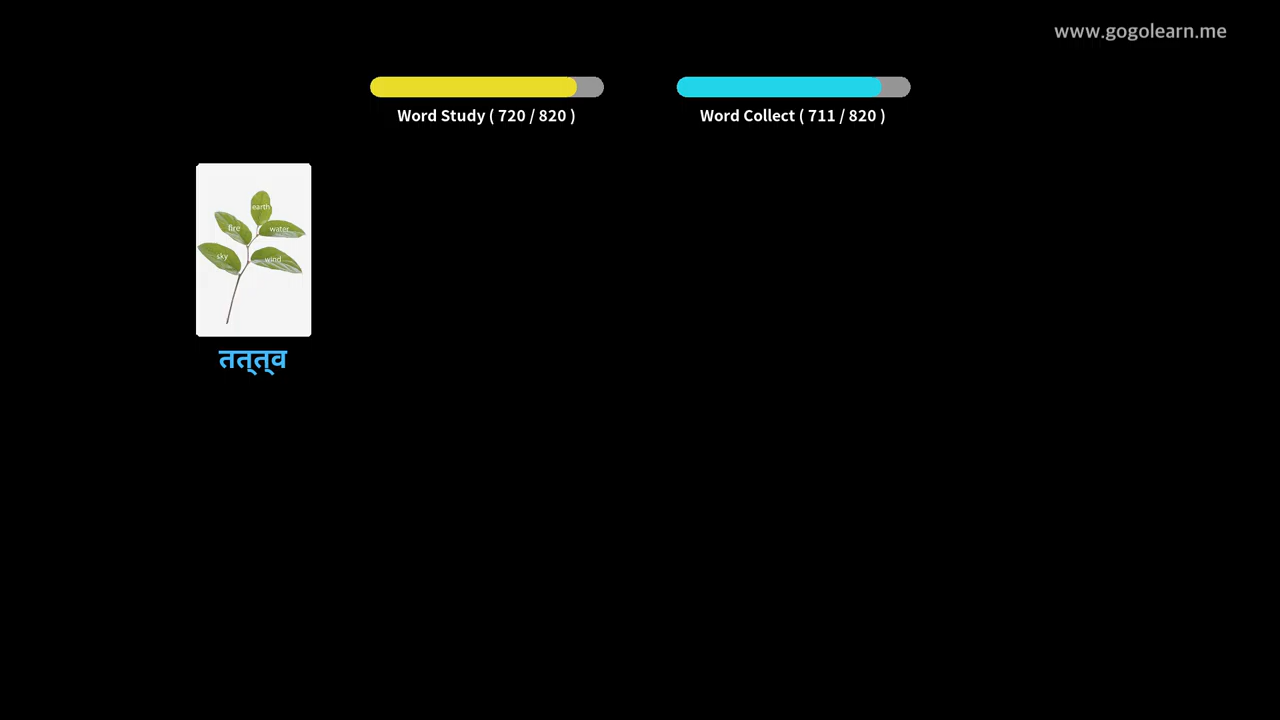 www.gogolearn.me
Word Study ( 720 / 820 )
Word Collect ( 711 / 820 )
earth
fire
water
sky
wind
तत्त्व